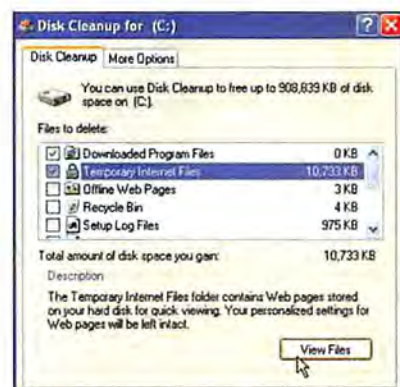 Disk Cleanup for (C:)
Disk Cleanup
More Options
You can use Disk Cleanup to free up to 908,839 KB of disk
space on (C:).
Files to delete:
Downloaded Program Files 0 KB
Temporary Internet Files 10,733 KB
Offline Web Pages 3 KB
Recycle Bin 4 KB
Setup Log Files 975 KB
Total amount of disk space you gain: 10,733 KB
Description
The Temporary Internet Files folder contains Web pages stored
on your hard disk for quick viewing. Your personalized settings for
Web pages will be left intact.
View Files